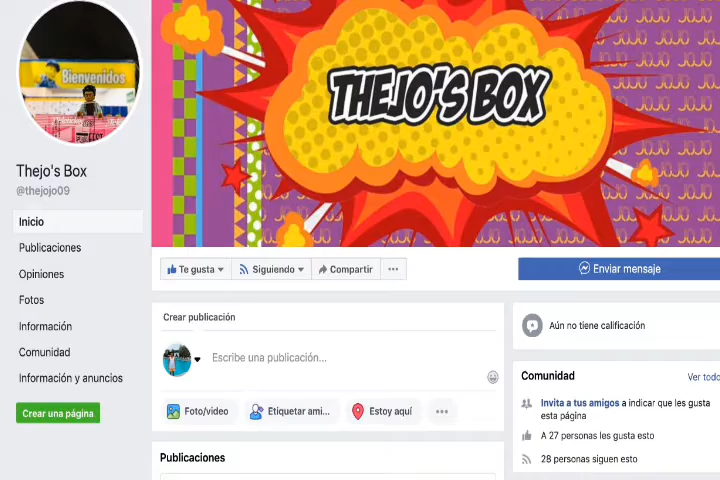 Bienvenidos
THEJO'S BOX
JOJO
Thejo's Box
@thejojo09
Inicio
Publicaciones
Opiniones
Fotos
Información
Comunidad
Información y anuncios
Crear una página
Te gusta
Siguiendo
Compartir
Enviar mensaje
Crear publicación
Escribe una publicación...
Foto/video
Etiquetar ami...
Estoy aquí
Publicaciones
Aún no tiene calificación
Comunidad
Ver todo
Invita a tus amigos a indicar que les gusta
esta página
A 27 personas les gusta esto
28 personas siguen esto